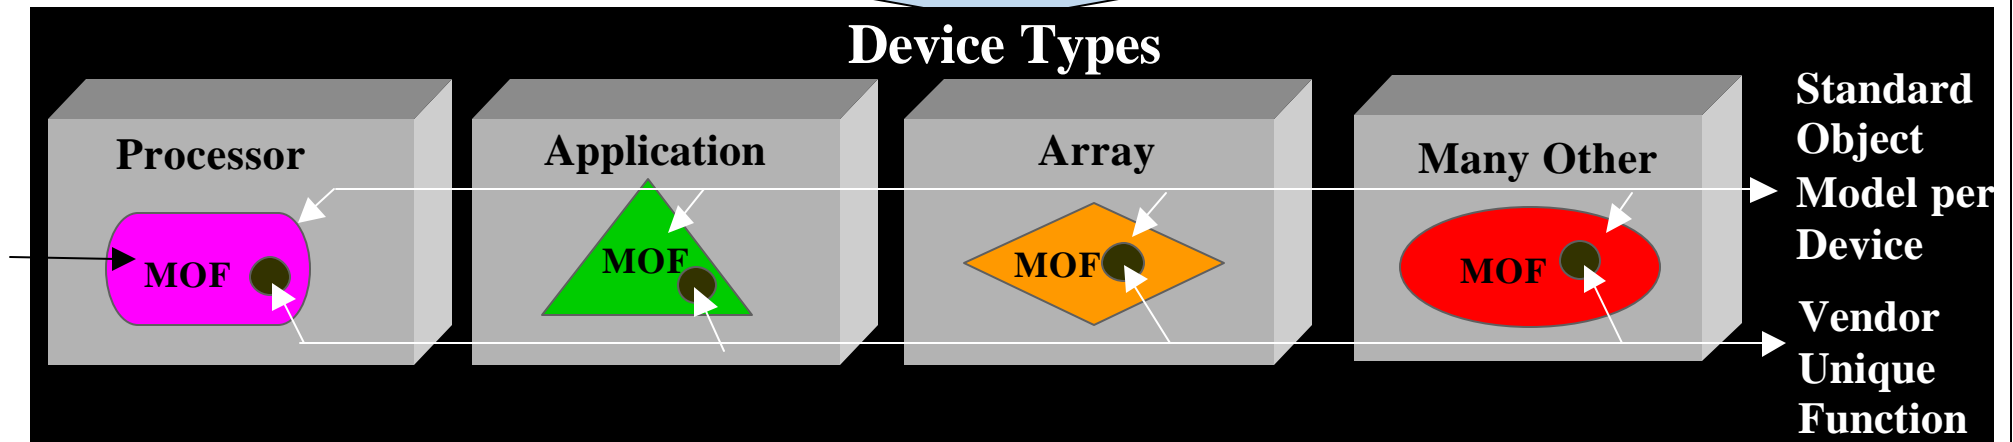 Device Types
Processor
MOF
Application
MOF
Array
MOF
Many Other
MOF
Standard
Object
Model per
Device
Vendor
Unique
Function